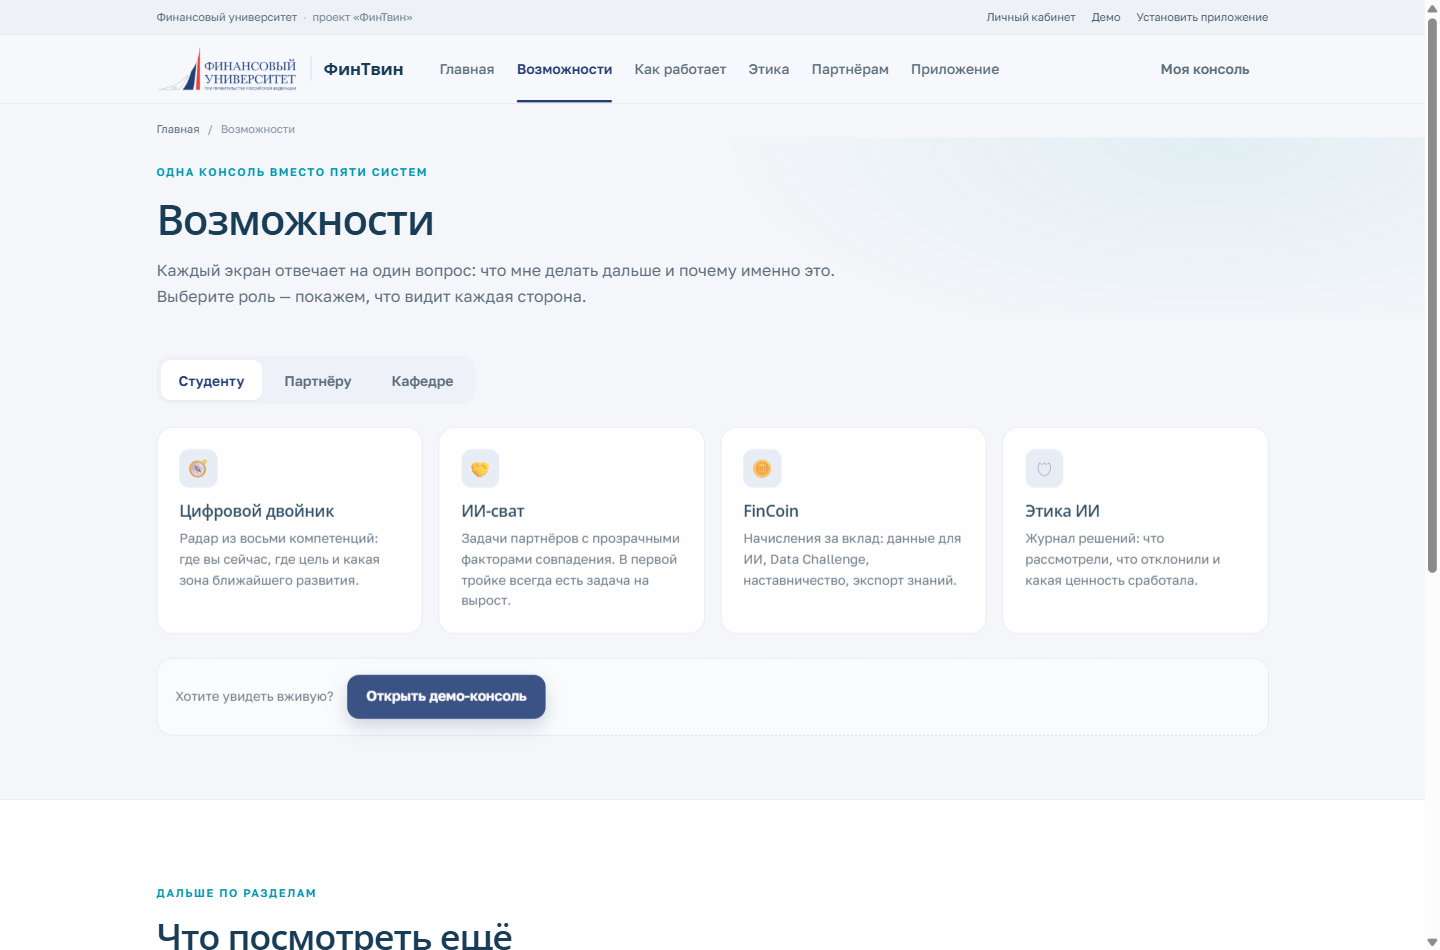 Финансовый университет · проект «ФинТвин»
Личный кабинет Демо Установить приложение
ФИНАНСОВЫЙ
УНИВЕРСИТЕТ
ПРИ ПРАВИТЕЛЬСТВЕ РОССИЙСКОЙ ФЕДЕРАЦИИ
ФинТвин
Главная Возможности Как работает Этика Партнёрам Приложение
Моя консоль
Главная / Возможности
ОДНА КОНСОЛЬ ВМЕСТО ПЯТИ СИСТЕМ
Возможности
Каждый экран отвечает на один вопрос: что мне делать дальше и почему именно это.
Выберите роль — покажем, что видит каждая сторона.
Студенту Партнёру Кафедре
Цифровой двойник
Радар из восьми компетенций:
где вы сейчас, где цель и какая
зона ближайшего развития.
ИИ-сват
Задачи партнёров с прозрачными
факторами совпадения. В первой
тройке всегда есть задача на
вырост.
FinCoin
Начисления за вклад: данные для
ИИ, Data Challenge,
наставничество, экспорт знаний.
Этика ИИ
Журнал решений: что
рассмотрели, что отклонили и
какая ценность сработала.
Хотите увидеть вживую?
Открыть демо-консоль
ДАЛЬШЕ ПО РАЗДЕЛАМ
Что посмотреть ещё